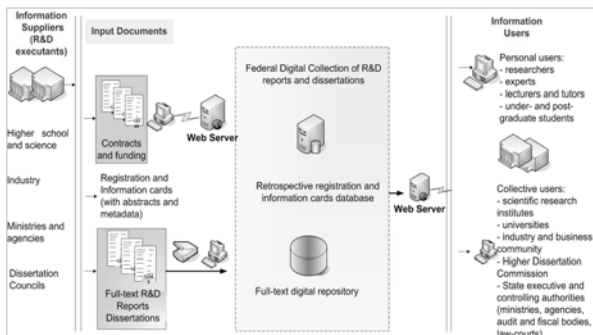 Information
Suppliers
(R&D
executants)
Higher school
and science
Industry
Ministries and
agencies
Dissertation
Councils
Input Documents
Contracts
and funding
Web Server
Registration and
Information cards
(with abstracts and
metadata)
Full-text R&D
Reports
Dissertations
Federal Digital Collection of R&D
reports and dissertations
Retrospective registration and
information cards database
Full-text digital repository
Web Server
Information
Users
Personal users:
- researchers
- experts
- lecturers and tutors
- under- and post-
graduate students
Collective users:
- scientific research
institutes
- universities
- industry and business
community
- Higher Dissertation
Commission
- State executive and
controlling authorities
(ministries, agencies,
audit and fiscal bodies,
law-courts)